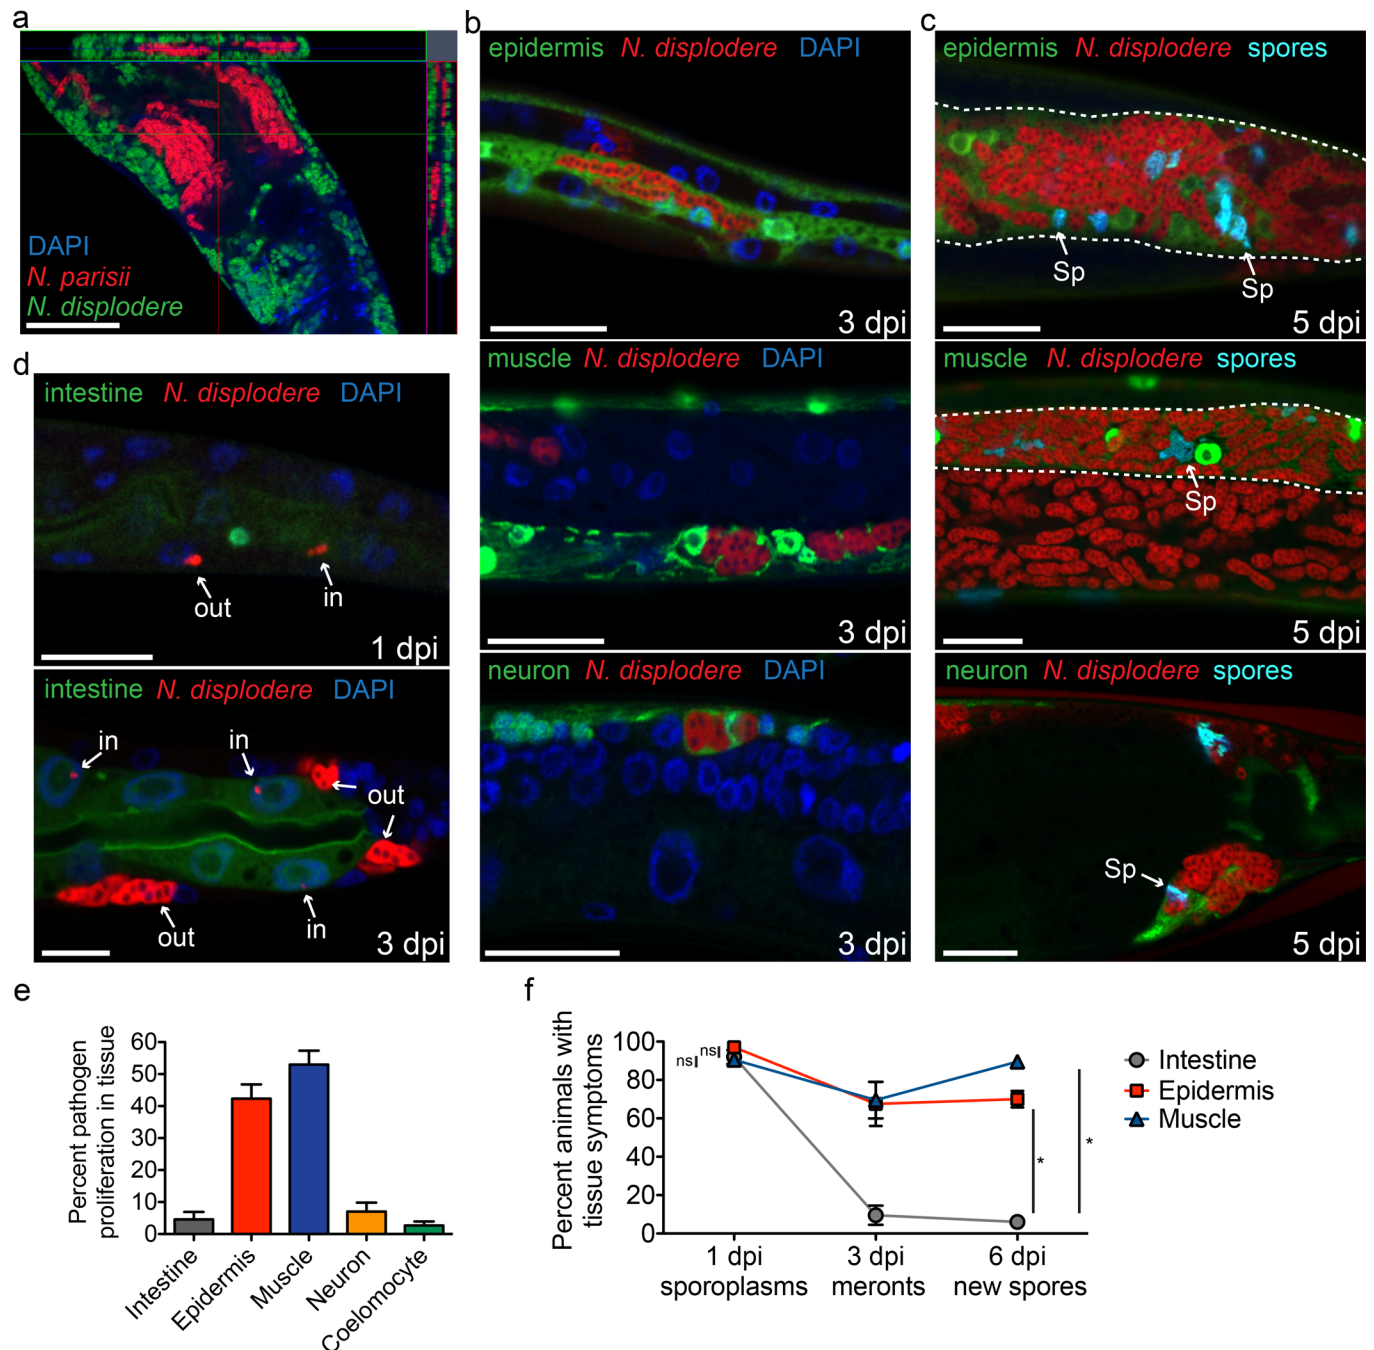 a
DAPI
N. parisii
N. displodere
b
epidermis N. displodere DAPI
3 dpi
muscle N. displodere DAPI
3 dpi
neuron N. displodere DAPI
3 dpi
c
epidermis N. displodere spores
Sp
Sp
5 dpi
muscle N. displodere spores
Sp
5 dpi
neuron N. displodere spores
Sp
5 dpi
d
intestine N. displodere DAPI
out
in
1 dpi
intestine N. displodere DAPI
in
in
out
out
in
3 dpi
e
Percent pathogen
proliferation in tissue
60
50
40
30
20
10
0
Intestine
Epidermis
Muscle
Neuron
Coelomocyte
f
Percent animals with
tissue symptoms
100
80
60
40
20
0
ns
ns
*
*
1 dpi
sporoplasms
3 dpi
meronts
6 dpi
new spores
Intestine
Epidermis
Muscle